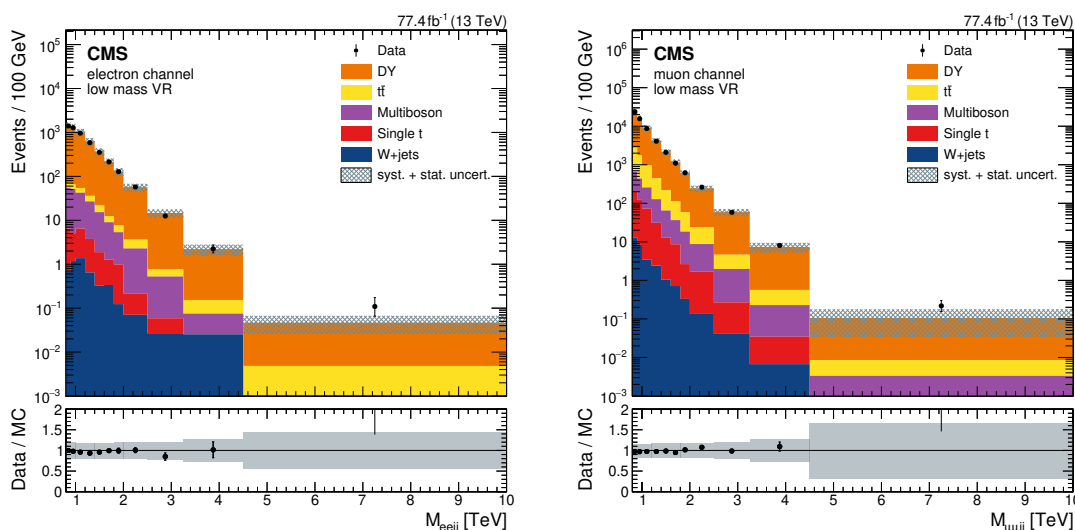 77.4 fb⁻¹ (13 TeV)
CMS
electron channel
low mass VR
Data
DY
tt̄
Multiboson
Single t
W+jets
syst. + stat. uncert.
Events / 100 GeV
10⁵
10⁴
10³
10²
10
1
10⁻¹
10⁻²
10⁻³
Data / MC
2
1.5
1
0.5
0
1 2 3 4 5 6 7 8 9 10
M_eejj [TeV]
77.4 fb⁻¹ (13 TeV)
CMS
muon channel
low mass VR
Data
DY
tt̄
Multiboson
Single t
W+jets
syst. + stat. uncert.
Events / 100 GeV
10⁶
10⁵
10⁴
10³
10²
10
1
10⁻¹
10⁻²
10⁻³
Data / MC
2
1.5
1
0.5
0
1 2 3 4 5 6 7 8 9 10
M_μμjj [TeV]